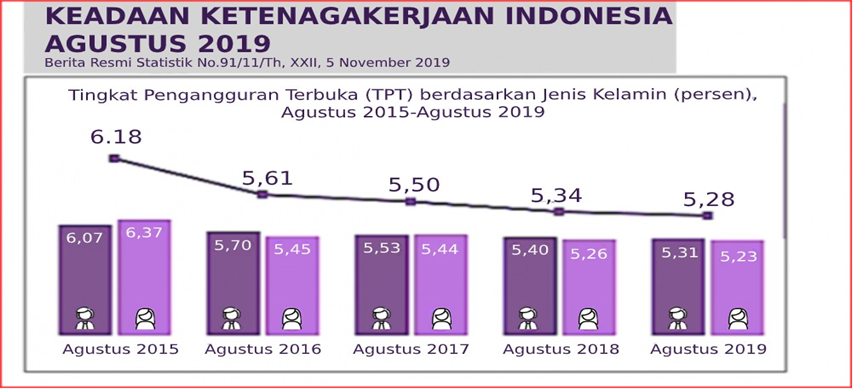 KEADAAN KETENAGAKERJAAN INDONESIA
AGUSTUS 2019
Berita Resmi Statistik No.91/11/Th, XXII, 5 November 2019
Tingkat Pengangguran Terbuka (TPT) berdasarkan Jenis Kelamin (persen),
Agustus 2015-Agustus 2019
6.18
5,61
5,50
5,34
5,28
6,07 6,37
5,70 5,45
5,53 5,44
5,40 5,26
5,31 5,23
Agustus 2015 Agustus 2016 Agustus 2017 Agustus 2018 Agustus 2019